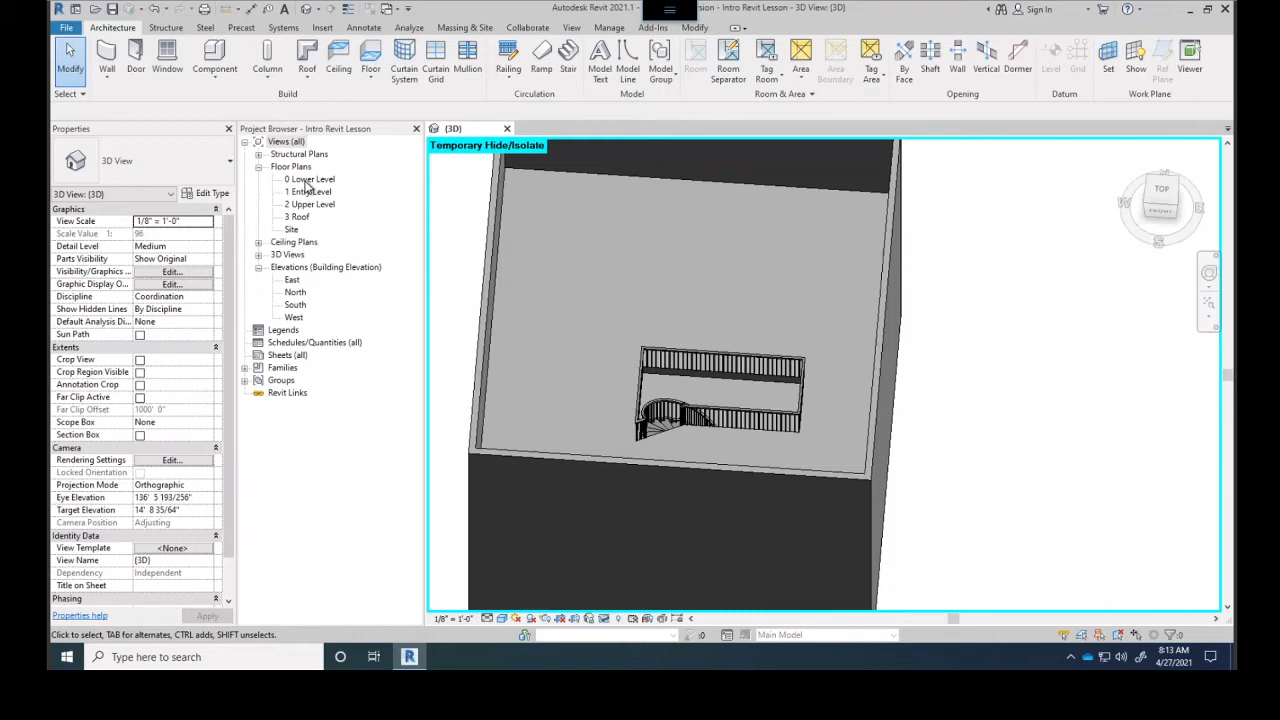 Autodesk Revit 2021.1 - rsion - Intro Revit Lesson - 3D View: {3D}
Sign In
File Architecture Structure Steel Precast Systems Insert Annotate Analyze Massing & Site Collaborate View Manage Add-Ins Modify
Modify Wall Door Window Component Column Roof Ceiling Floor Curtain System Curtain Grid Mullion Railing Ramp Stair Model Text Model Line Model Group Room Room Separator Tag Room Area Area Boundary Tag Area By Face Shaft Wall Vertical Dormer Level Grid Set Show Ref Plane Viewer
Select Build Circulation Model Room & Area Opening Datum Work Plane
Properties
3D View
3D View: {3D} Edit Type
Graphics
View Scale 1/8" = 1'-0"
Scale Value 1: 96
Detail Level Medium
Parts Visibility Show Original
Visibility/Graphics ... Edit...
Graphic Display O... Edit...
Discipline Coordination
Show Hidden Lines By Discipline
Default Analysis Di... None
Sun Path
Extents
Crop View
Crop Region Visible
Annotation Crop
Far Clip Active
Far Clip Offset 1000' 0"
Scope Box None
Section Box
Camera
Rendering Settings Edit...
Locked Orientation
Projection Mode Orthographic
Eye Elevation 136' 5 193/256"
Target Elevation 14' 8 35/64"
Camera Position Adjusting
Identity Data
View Template <None>
View Name {3D}
Dependency Independent
Title on Sheet
Phasing
Properties help Apply
Project Browser - Intro Revit Lesson
Views (all)
Structural Plans
Floor Plans
0 Lower Level
1 Entry Level
2 Upper Level
3 Roof
Site
Ceiling Plans
3D Views
Elevations (Building Elevation)
East
North
South
West
Legends
Schedules/Quantities (all)
Sheets (all)
Families
Groups
Revit Links
{3D}
Temporary Hide/Isolate
TOP
FRONT
W
E
S
1/8" = 1'-0"
Click to select, TAB for alternates, CTRL adds, SHIFT unselects.
:0
Main Model
:0
Type here to search
8:13 AM
4/27/2021